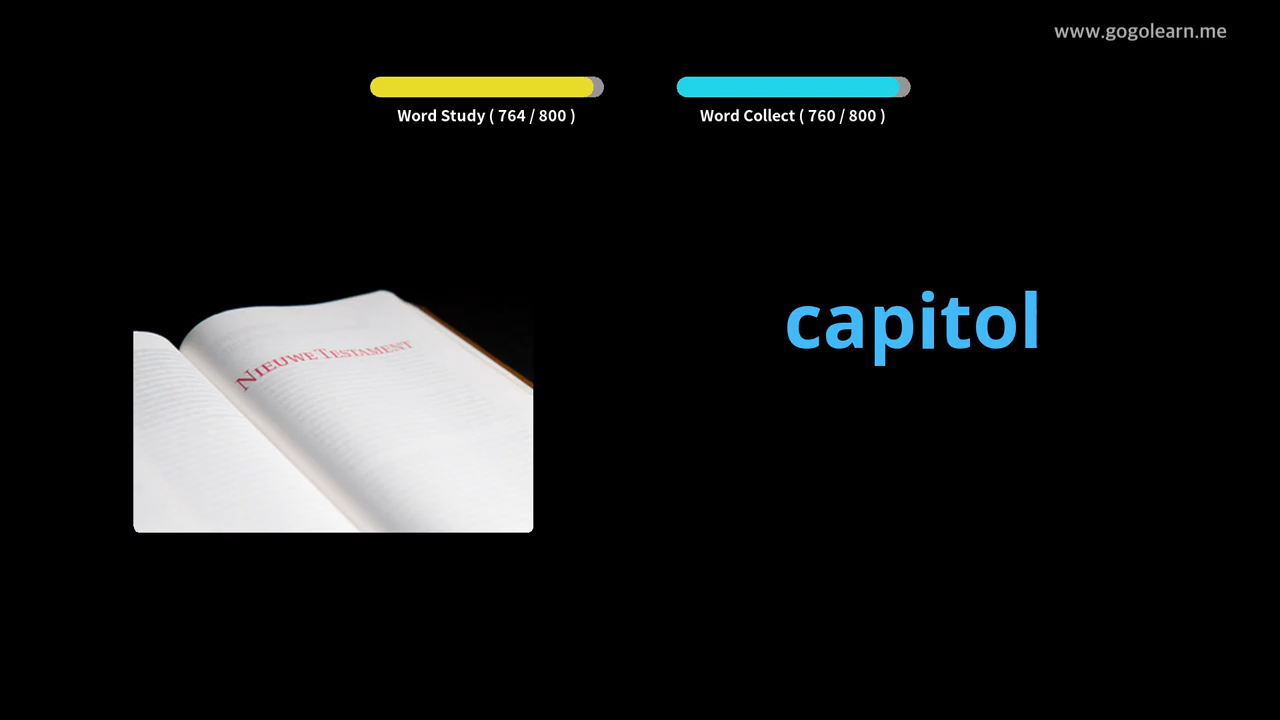 www.gogolearn.me
Word Study ( 764 / 800 )
Word Collect ( 760 / 800 )
NIEUWE TESTAMENT
capitol